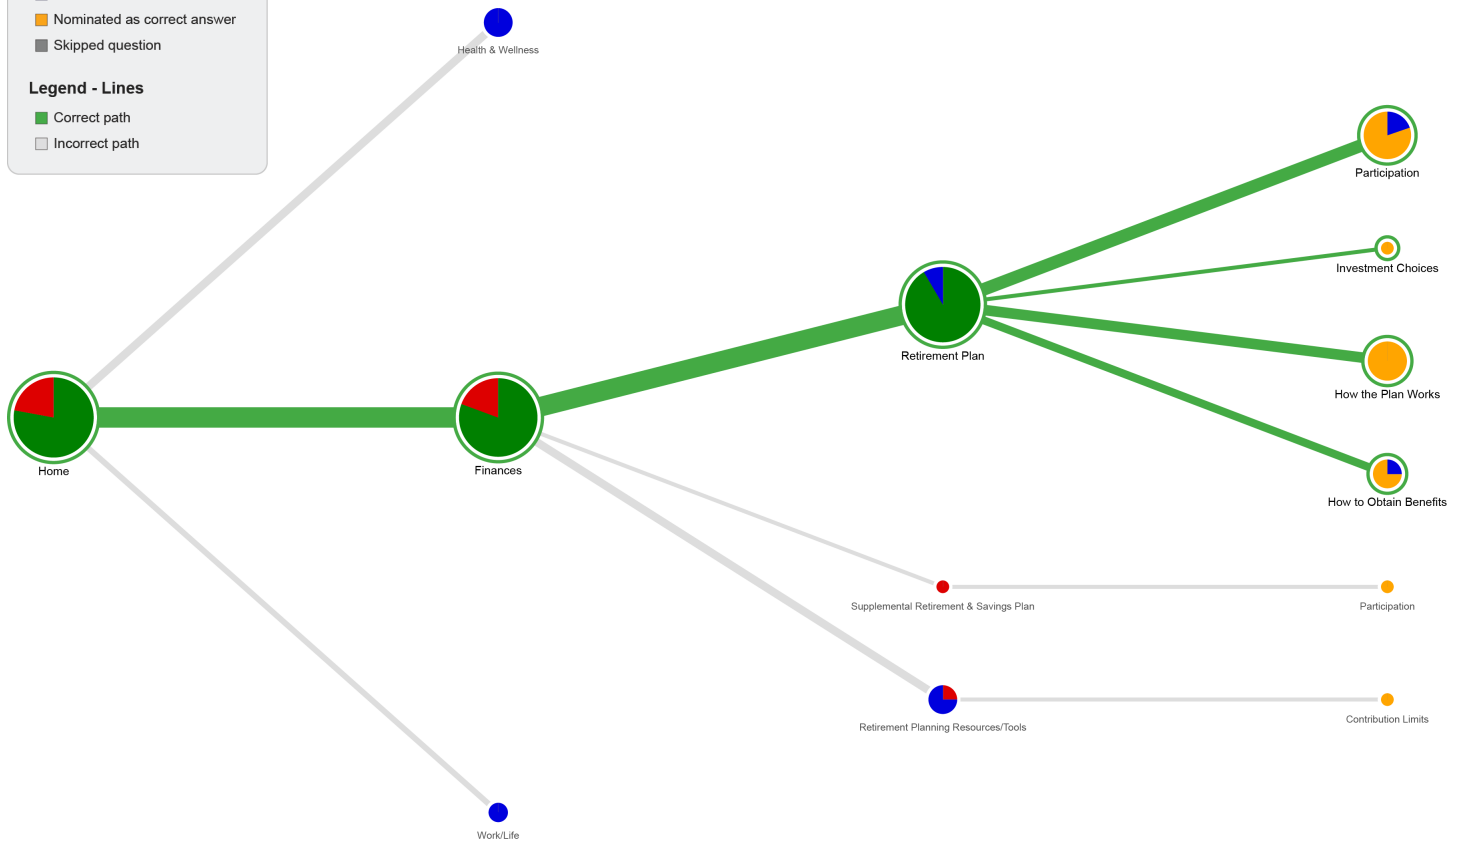 Nominated as correct answer
Skipped question
Legend - Lines
Correct path
Incorrect path
Health & Wellness
Participation
Investment Choices
Retirement Plan
How the Plan Works
Home
Finances
How to Obtain Benefits
Supplemental Retirement & Savings Plan
Participation
Retirement Planning Resources/Tools
Contribution Limits
Work/Life